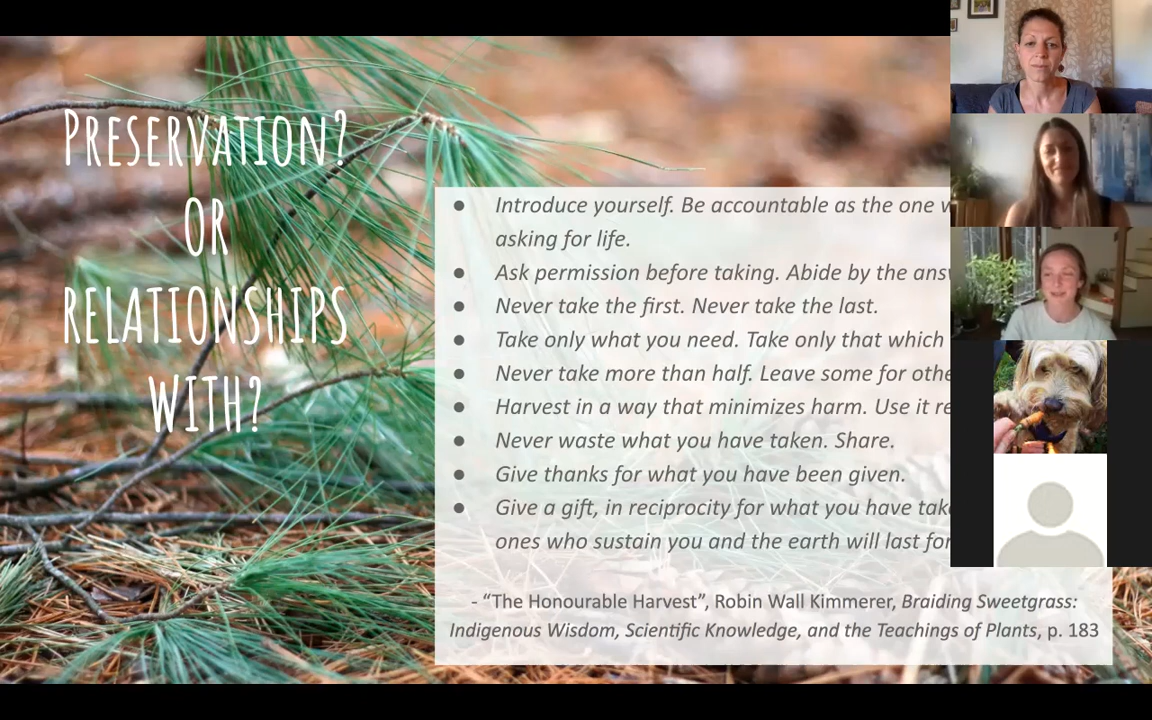 PRESERVATION?
OR
RELATIONSHIPS
WITH?
● Introduce yourself. Be accountable as the one
asking for life.
● Ask permission before taking. Abide by the
● Never take the first. Never take the last.
● Take only what you need. Take only that which
● Never take more than half. Leave some for
● Harvest in a way that minimizes harm. Use it
● Never waste what you have taken. Share.
● Give thanks for what you have been given.
● Give a gift, in reciprocity for what you have
ones who sustain you and the earth will last
- “The Honourable Harvest”, Robin Wall Kimmerer, Braiding Sweetgrass:
Indigenous Wisdom, Scientific Knowledge, and the Teachings of Plants, p. 183